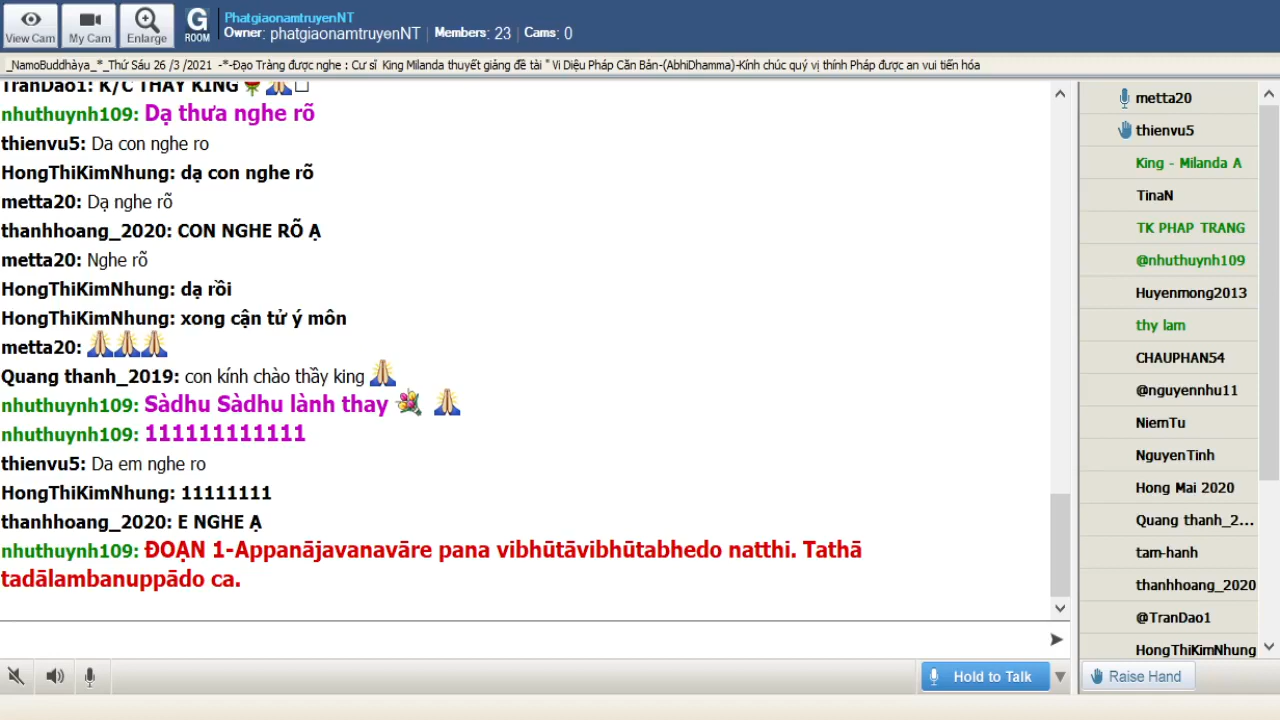 View Cam
My Cam
Enlarge
G
ROOM
PhatgiaonamtruyenNT
Owner: phatgiaonamtruyenNT | Members: 23 | Cams: 0
_NamoBuddhàya_*_Thứ Sáu 26 /3 /2021 -*-Đạo Tràng được nghe : Cư sĩ King Milanda thuyết giảng đề tài " Vi Diệu Pháp Căn Bản-(AbhiDhamma)-Kính chúc quý vị thính Pháp được an vui tiến hóa
TranDao1: K/C THẦY KING
nhuthuynh109: Dạ thưa nghe rõ
thienvu5: Da con nghe ro
HongThiKimNhung: dạ con nghe rõ
metta20: Dạ nghe rõ
thanhhoang_2020: CON NGHE RÕ Ạ
metta20: Nghe rõ
HongThiKimNhung: dạ rồi
HongThiKimNhung: xong cận tử ý môn
metta20:
Quang thanh_2019: con kính chào thầy king
nhuthuynh109: Sàdhu Sàdhu lành thay
nhuthuynh109: 111111111111
thienvu5: Da em nghe ro
HongThiKimNhung: 11111111
thanhhoang_2020: E NGHE Ạ
nhuthuynh109: ĐOẠN 1-Appanājavanavāre pana vibhūtāvibhūtabhedo natthi. Tathā
tadālambanuppādo ca.
Hold to Talk
metta20
thienvu5
King - Milanda A
TinaN
TK PHAP TRANG
@nhuthuynh109
Huyenmong2013
thy lam
CHAUPHAN54
@nguyennhu11
NiemTu
NguyenTinh
Hong Mai 2020
Quang thanh_2...
tam-hanh
thanhhoang_2020
@TranDao1
HongThiKimNhung
Raise Hand